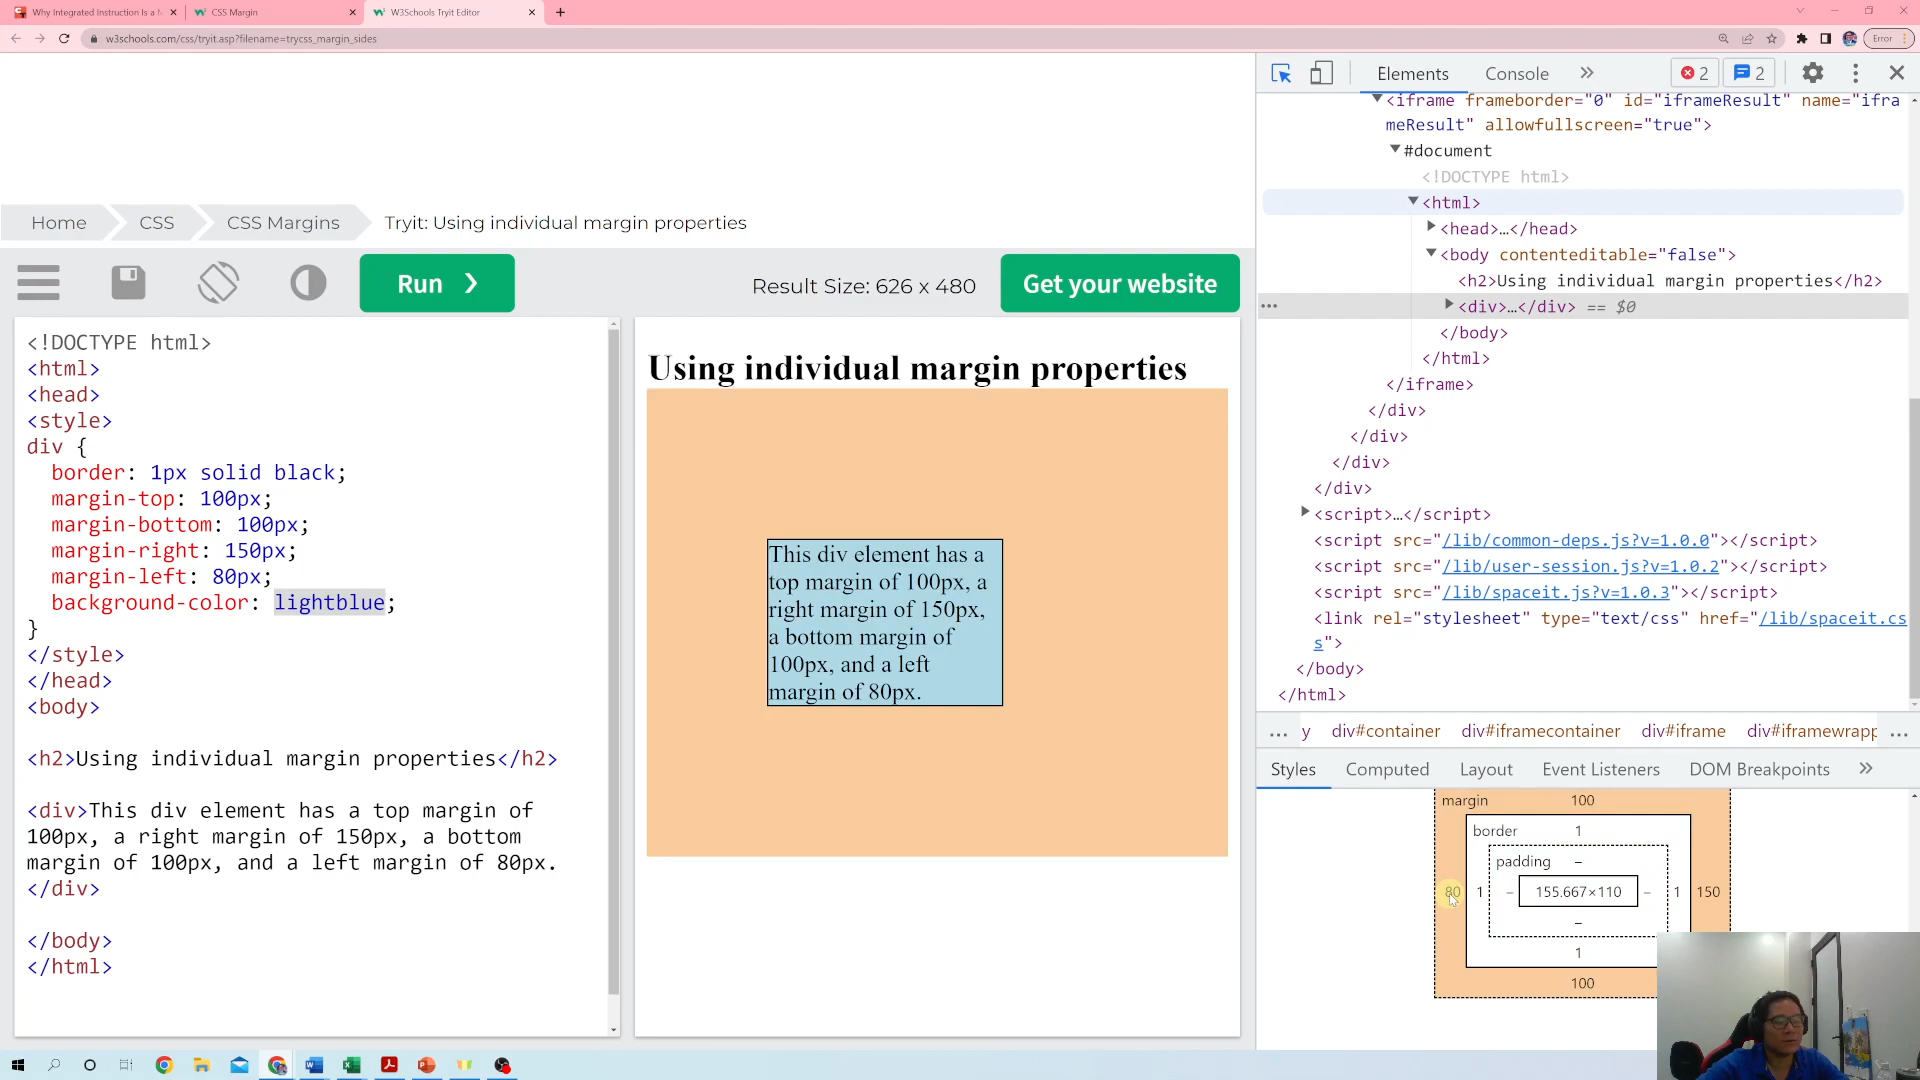 Why Integrated Instruction Is a M
CSS Margin
W3Schools Tryit Editor
w3schools.com/css/tryit.asp?filename=trycss_margin_sides
Error
Home
CSS
CSS Margins
Tryit: Using individual margin properties
Run ❯
Result Size: 626 x 480
Get your website
<!DOCTYPE html>
<html>
<head>
<style>
div {
border: 1px solid black;
margin-top: 100px;
margin-bottom: 100px;
margin-right: 150px;
margin-left: 80px;
background-color: lightblue;
}
</style>
</head>
<body>
<h2>Using individual margin properties</h2>
<div>This div element has a top margin of
100px, a right margin of 150px, a bottom
margin of 100px, and a left margin of 80px.
</div>
</body>
</html>
Using individual margin properties
This div element has a
top margin of 100px, a
right margin of 150px,
a bottom margin of
100px, and a left
margin of 80px.
Elements
Console
2
2
<iframe frameborder="0" id="iframeResult" name="ifra
meResult" allowfullscreen="true">
#document
<!DOCTYPE html>
<html>
<head>…</head>
<body contenteditable="false">
<h2>Using individual margin properties</h2>
<div>…</div> == $0
</body>
</html>
</iframe>
</div>
</div>
</div>
</div>
<script>…</script>
<script src="/lib/common-deps.js?v=1.0.0"></script>
<script src="/lib/user-session.js?v=1.0.2"></script>
<script src="/lib/spaceit.js?v=1.0.3"></script>
<link rel="stylesheet" type="text/css" href="/lib/spaceit.cs
s">
</body>
</html>
… y div#container div#iframecontainer div#iframe div#iframewrapp …
Styles
Computed
Layout
Event Listeners
DOM Breakpoints
margin 100
border 1
padding –
80 1 – 155.667×110 – 1 150
–
1
100